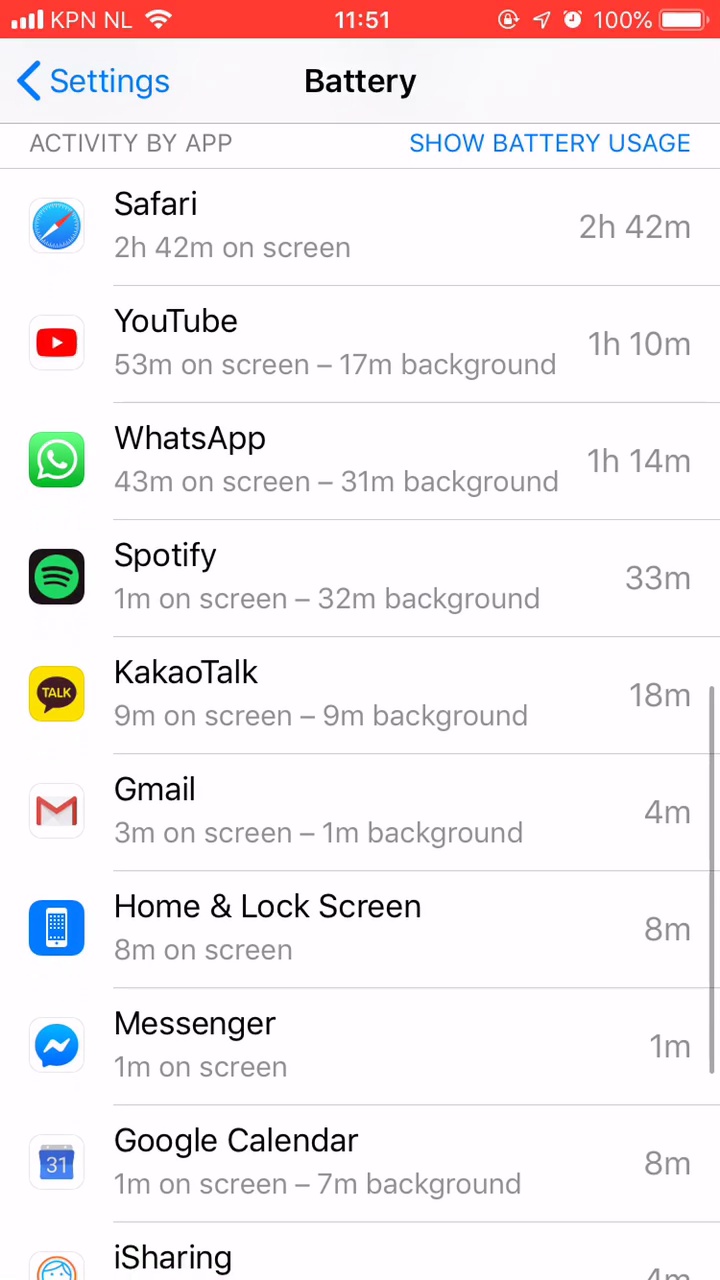 KPN NL 11:51 100%
Settings Battery
ACTIVITY BY APP SHOW BATTERY USAGE
Safari
2h 42m on screen 2h 42m
YouTube
53m on screen – 17m background 1h 10m
WhatsApp
43m on screen – 31m background 1h 14m
Spotify
1m on screen – 32m background 33m
TALK
KakaoTalk
9m on screen – 9m background 18m
Gmail
3m on screen – 1m background 4m
Home & Lock Screen
8m on screen 8m
Messenger
1m on screen 1m
31
Google Calendar
1m on screen – 7m background 8m
iSharing